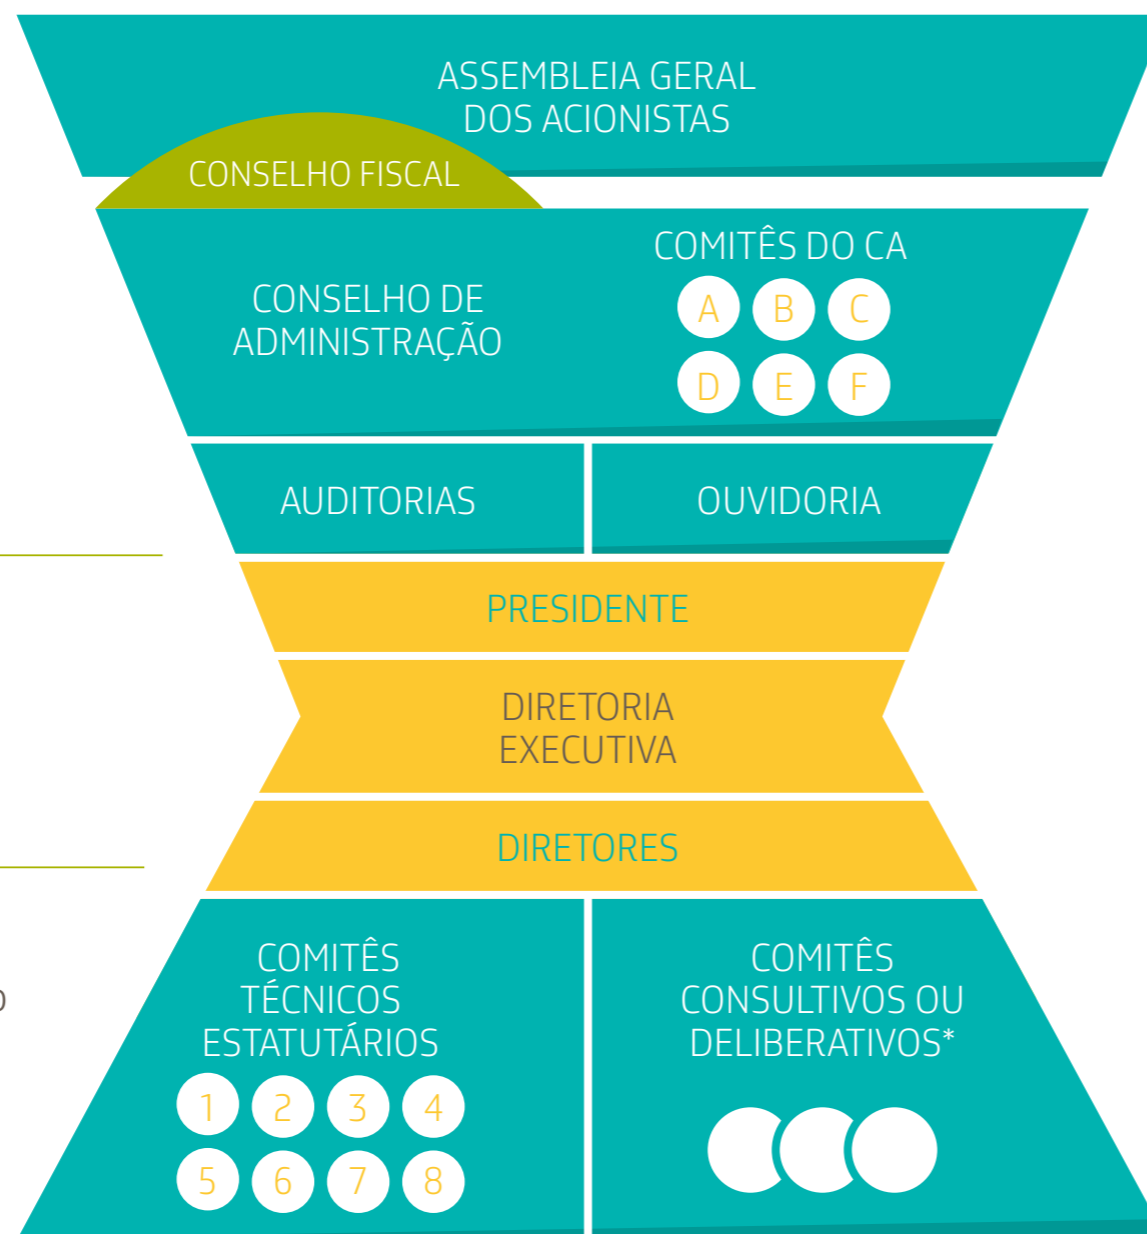 ASSEMBLEIA GERAL
DOS ACIONISTAS
CONSELHO FISCAL
CONSELHO DE
ADMINISTRAÇÃO
COMITÊS DO CA
A B C
D E F
AUDITORIAS
OUVIDORIA
PRESIDENTE
DIRETORIA
EXECUTIVA
DIRETORES
COMITÊS
TÉCNICOS
ESTATUTÁRIOS
1 2 3 4
5 6 7 8
COMITÊS
CONSULTIVOS OU
DELIBERATIVOS*